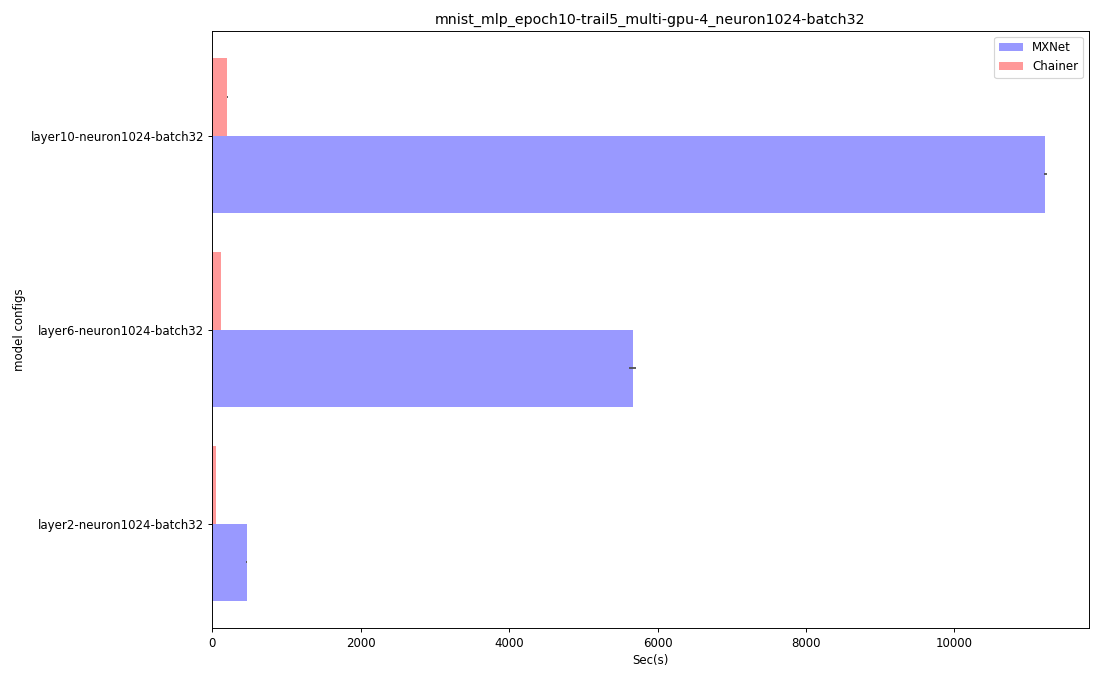 mnist_mlp_epoch10-trail5_multi-gpu-4_neuron1024-batch32
MXNet
Chainer
layer10-neuron1024-batch32
layer6-neuron1024-batch32
layer2-neuron1024-batch32
model configs
0 2000 4000 6000 8000 10000
Sec(s)